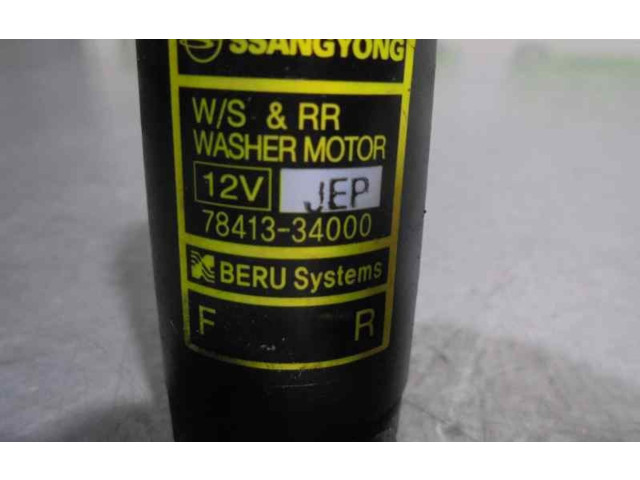 SSANGYONG
W/S & RR
WASHER MOTOR
12V JEP
78413-34000
BERU Systems
F R